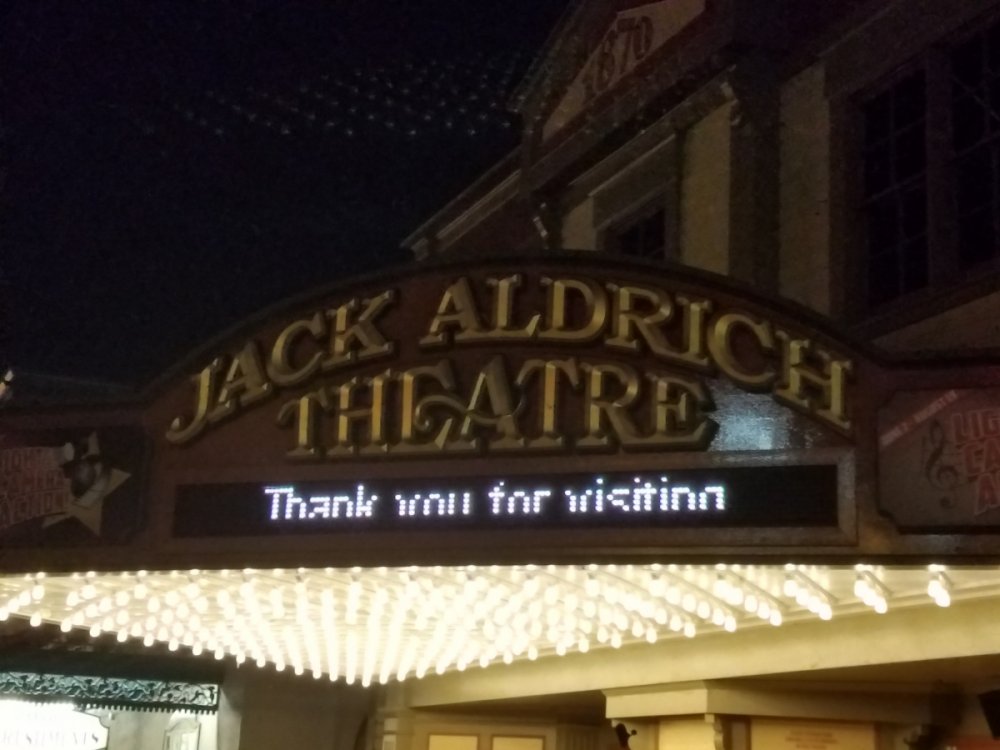 1870
JACK ALDRICH
THEATRE
Thank you for visiting